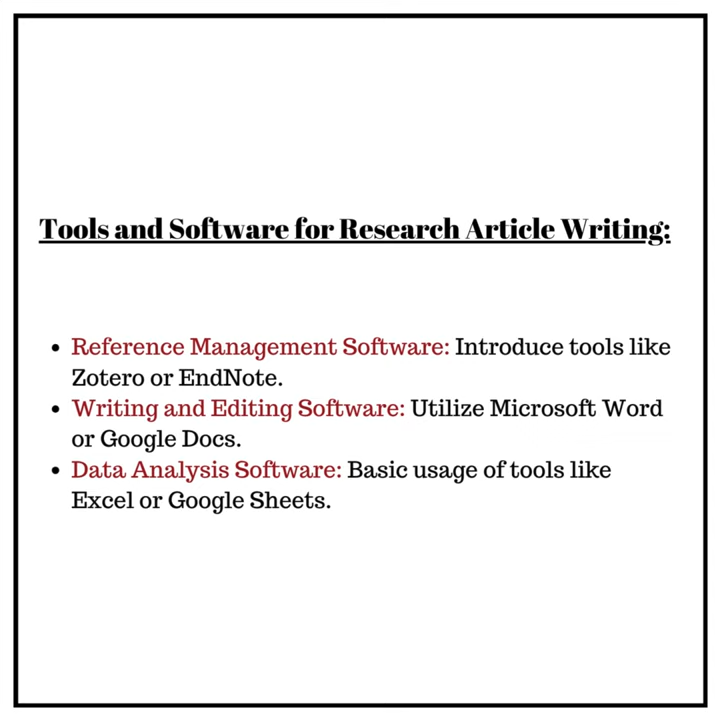 Tools and Software for Research Article Writing:
• Reference Management Software: Introduce tools like
Zotero or EndNote.
• Writing and Editing Software: Utilize Microsoft Word
or Google Docs.
• Data Analysis Software: Basic usage of tools like
Excel or Google Sheets.